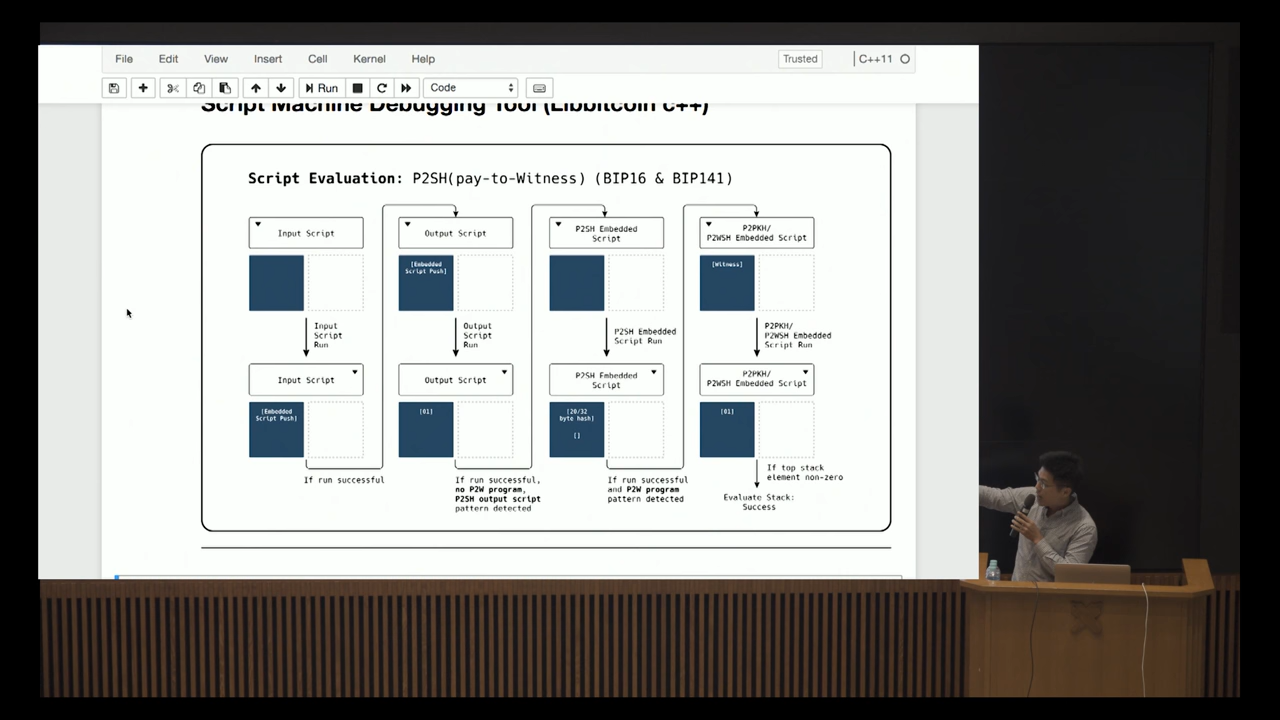 File Edit View Insert Cell Kernel Help Trusted C++11
Run Code
Script Machine Debugging Tool (Libbitcoin c++)
Script Evaluation: P2SH(pay-to-Witness) (BIP16 & BIP141)
Input Script
Output Script
P2SH Embedded
Script
P2PKH/
P2WSH Embedded Script
[Embedded
Script Push]
[Witness]
Input
Script
Run
Output
Script
Run
P2SH Embedded
Script Run
P2PKH/
P2WSH Embedded
Script Run
Input Script
Output Script
P2SH Embedded
Script
P2PKH/
P2WSH Embedded Script
[Embedded
Script Push]
[01]
[20/32
byte hash]
[]
[01]
If run successful
If run successful,
no P2W program,
P2SH output script
pattern detected
If run successful
and P2W program
pattern detected
If top stack
element non-zero
Evaluate Stack:
Success